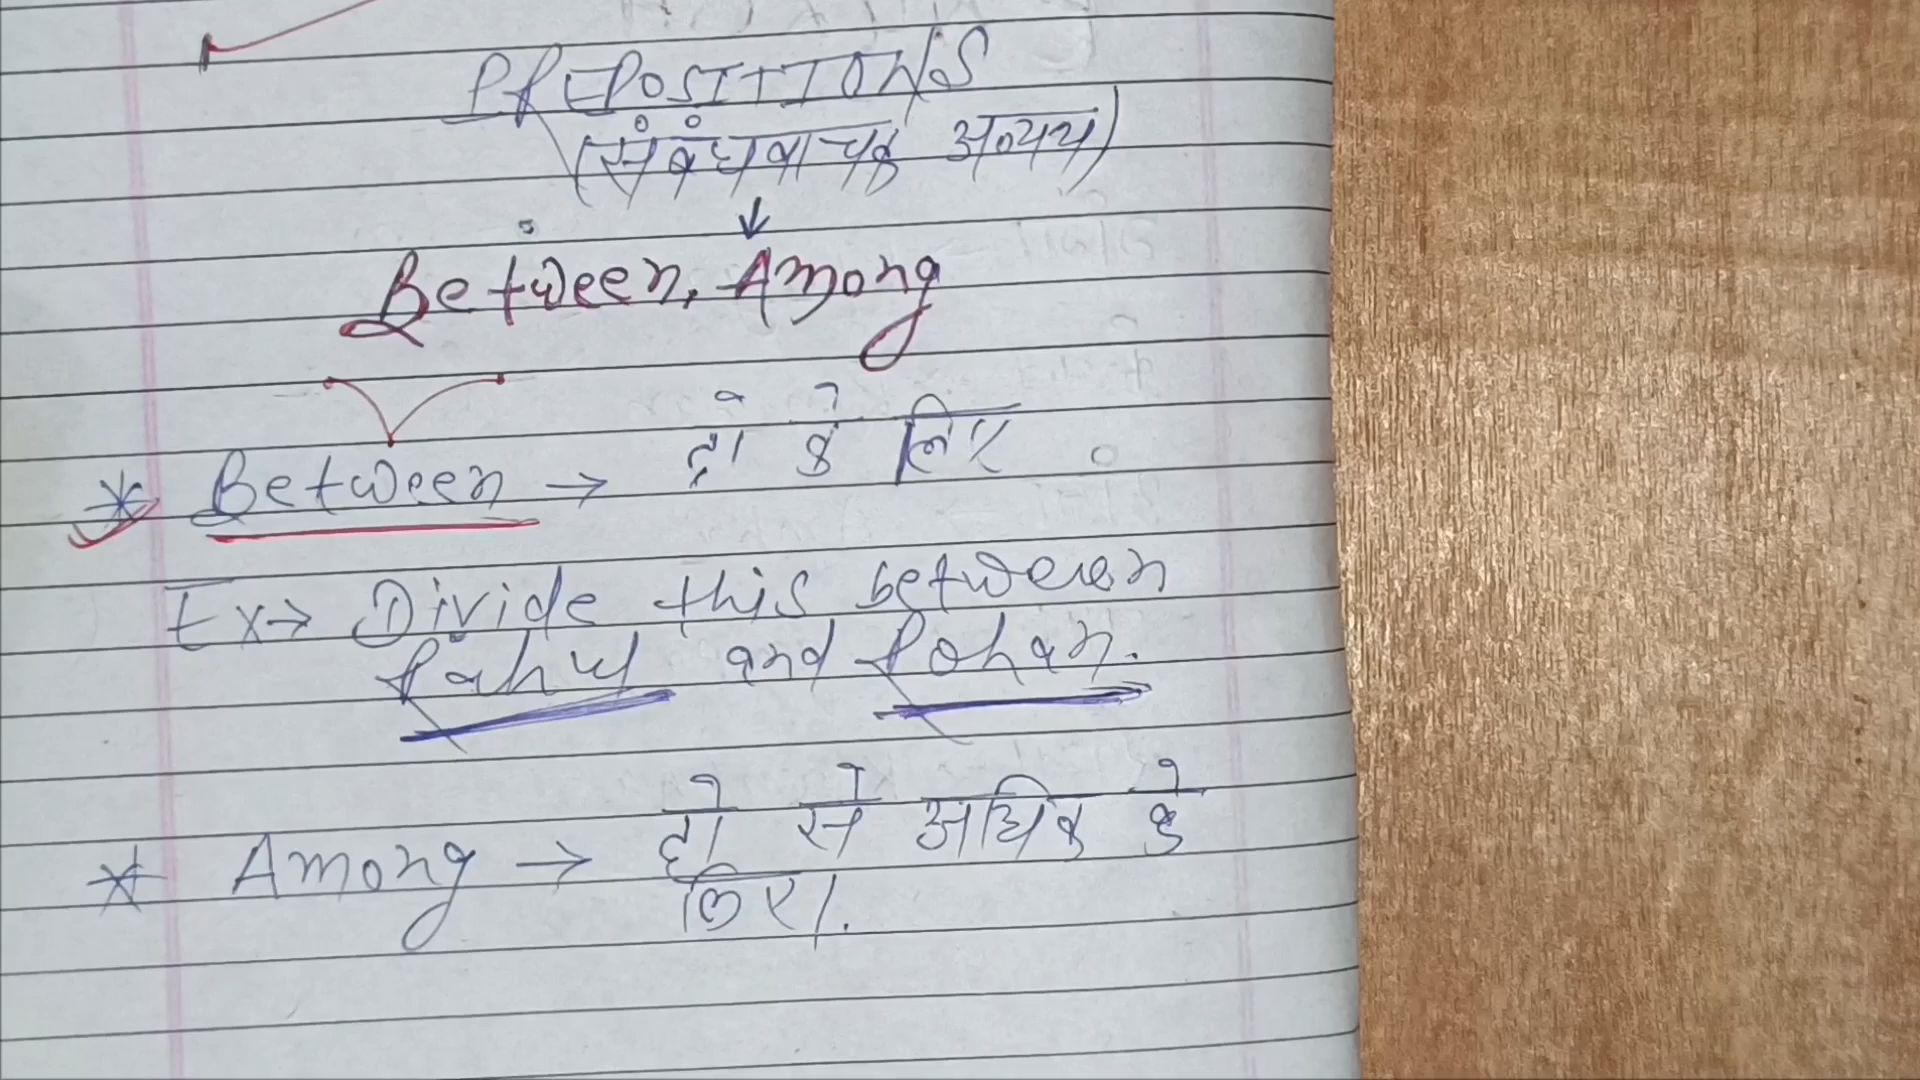 PREPOSITIONS
(संबंधवाचक अव्यय)
↓
Between, Among
* Between → दो के लिए
Ex→ Divide this between
Rahul and Rohan.
* Among → दो से अधिक के
लिए।.